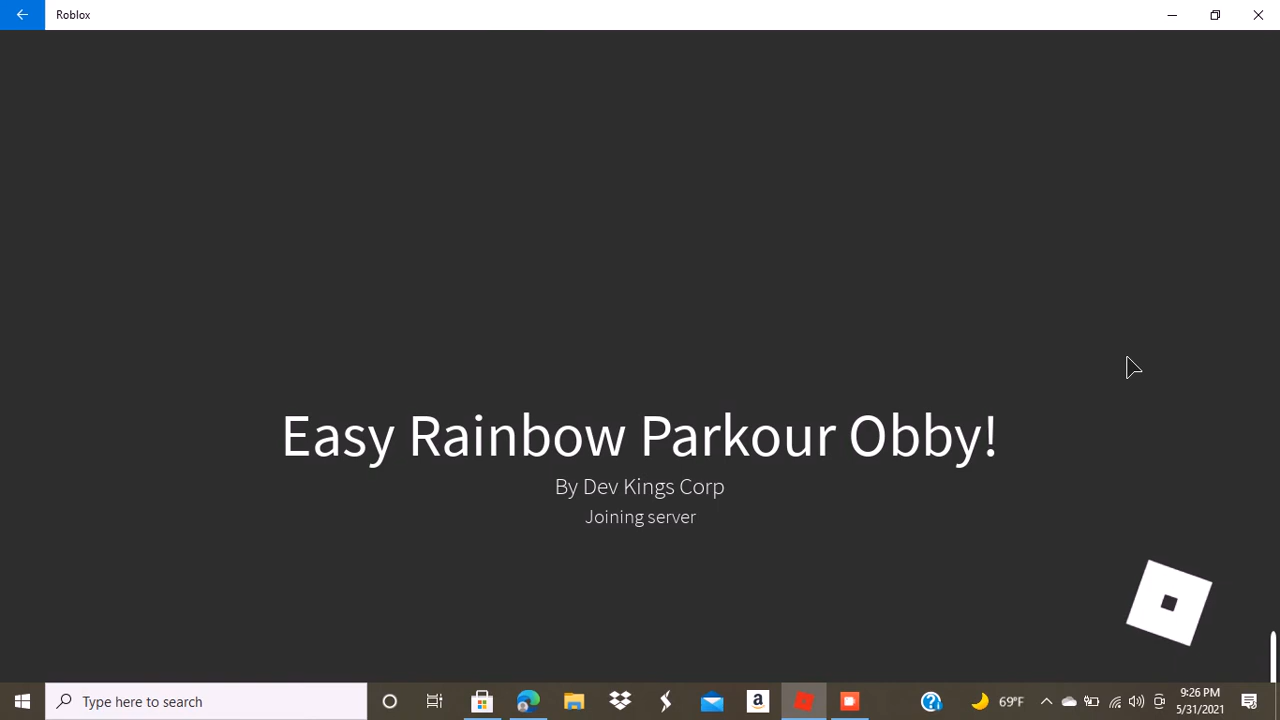 Roblox
Easy Rainbow Parkour Obby!
By Dev Kings Corp
Joining server
Type here to search
a
69°F
9:26 PM
5/31/2021